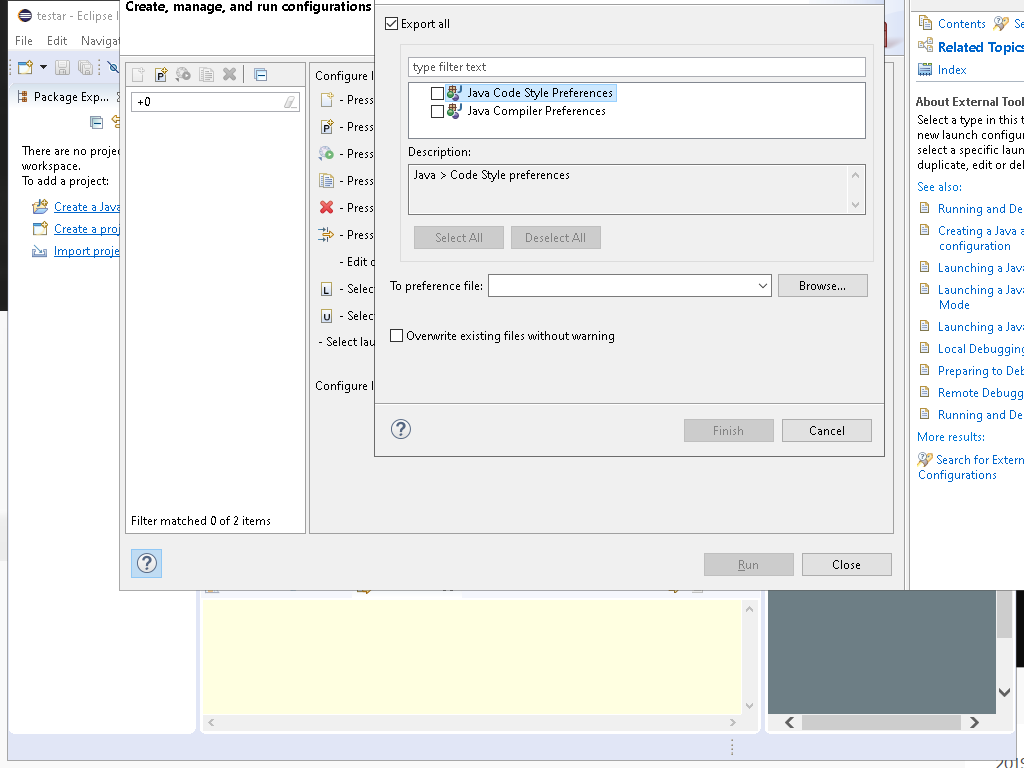 testar - Eclipse I
File Edit Navigat
Package Exp...
There are no projec
workspace.
To add a project:
Create a Java
Create a proj
Import proje
Create, manage, and run configurations
+0
Filter matched 0 of 2 items
Configure l
- Press
- Press
- Press
- Press
- Press
- Press
- Edit c
- Selec
- Selec
- Select lau
Configure l
Run
Close
Export all
type filter text
Java Code Style Preferences
Java Compiler Preferences
Description:
Java > Code Style preferences
Select All
Deselect All
To preference file:
Browse...
Overwrite existing files without warning
Finish
Cancel
Contents
Se
Related Topics
Index
About External Tool
Select a type in this t
new launch configur
select a specific laun
duplicate, edit or del
See also:
Running and De
Creating a Java a
configuration
Launching a Java
Launching a Java
Mode
Launching a Java
Local Debugging
Preparing to Deb
Remote Debugg
Running and De
More results:
Search for Extern
Configurations
2019